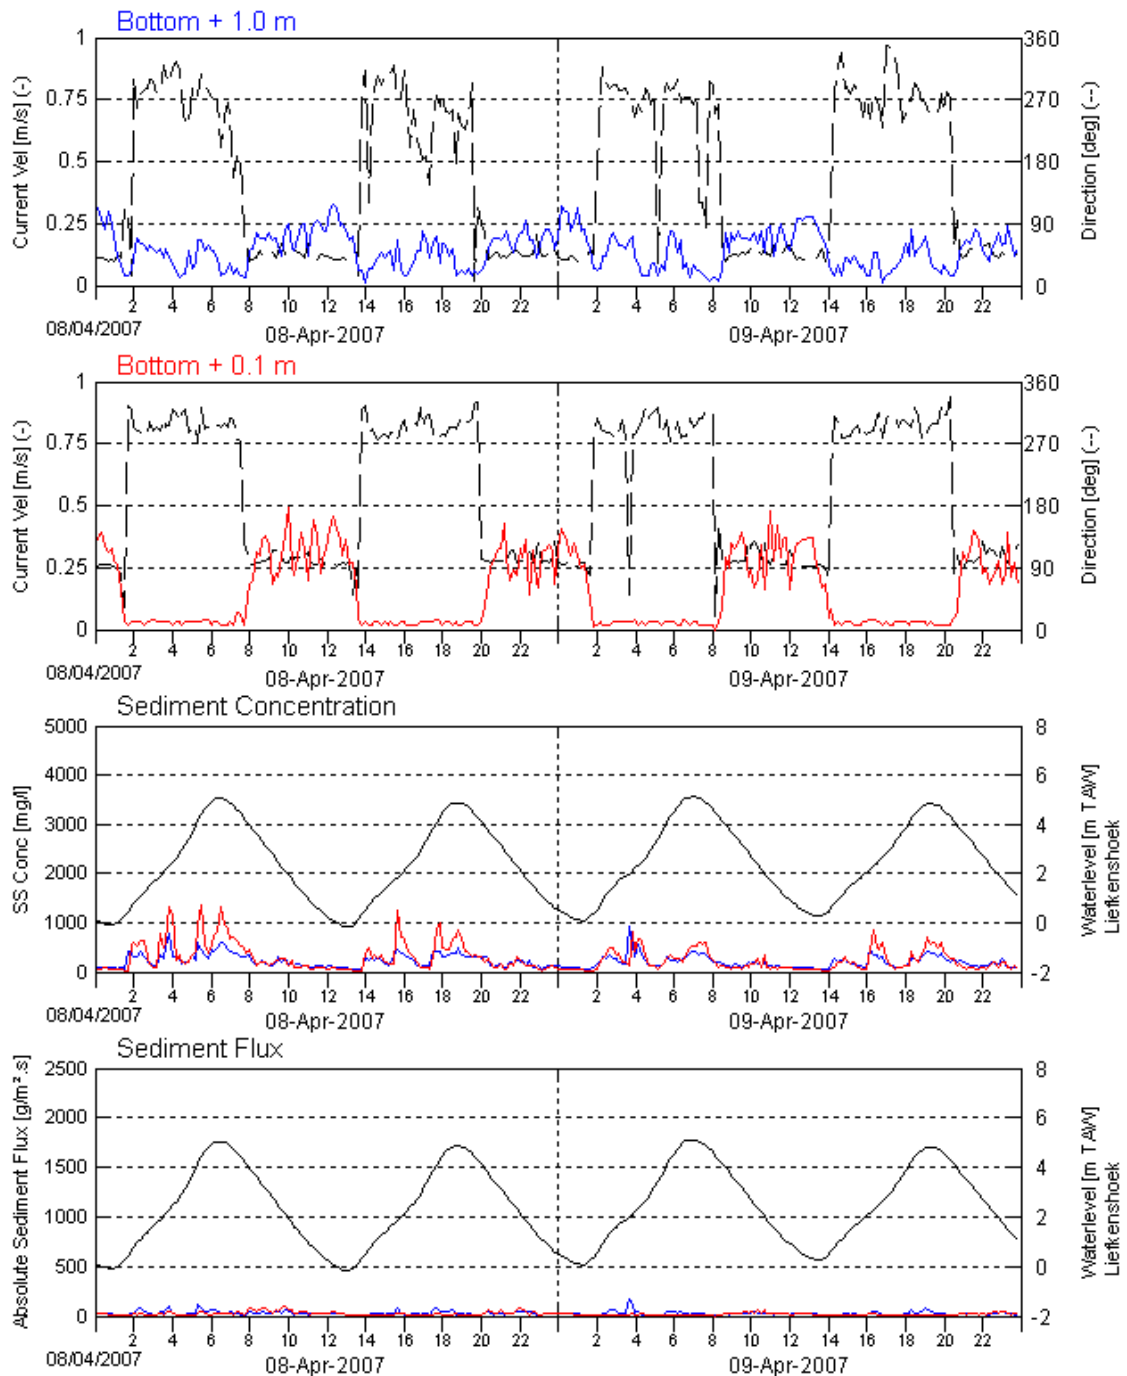 Bottom + 1.0 m
Current Vel [m/s] (-)
1
0.75
0.5
0.25
0
360
270
180
90
0
Direction [deg] (--)
2 4 6 8 10 12 14 16 18 20 22 2 4 6 8 10 12 14 16 18 20 22
08/04/2007 08-Apr-2007 09-Apr-2007
Bottom + 0.1 m
Current Vel [m/s] (-)
1
0.75
0.5
0.25
0
360
270
180
90
0
Direction [deg] (--)
2 4 6 8 10 12 14 16 18 20 22 2 4 6 8 10 12 14 16 18 20 22
08/04/2007 08-Apr-2007 09-Apr-2007
Sediment Concentration
SS Conc [mg/l]
5000
4000
3000
2000
1000
0
8
6
4
2
0
-2
Waterlevel [m TAW]
Liefkenshoek
2 4 6 8 10 12 14 16 18 20 22 2 4 6 8 10 12 14 16 18 20 22
08/04/2007 08-Apr-2007 09-Apr-2007
Sediment Flux
Absolute Sediment Flux [g/m².s]
2500
2000
1500
1000
500
0
8
6
4
2
0
-2
Waterlevel [m TAW]
Liefkenshoek
2 4 6 8 10 12 14 16 18 20 22 2 4 6 8 10 12 14 16 18 20 22
08/04/2007 08-Apr-2007 09-Apr-2007